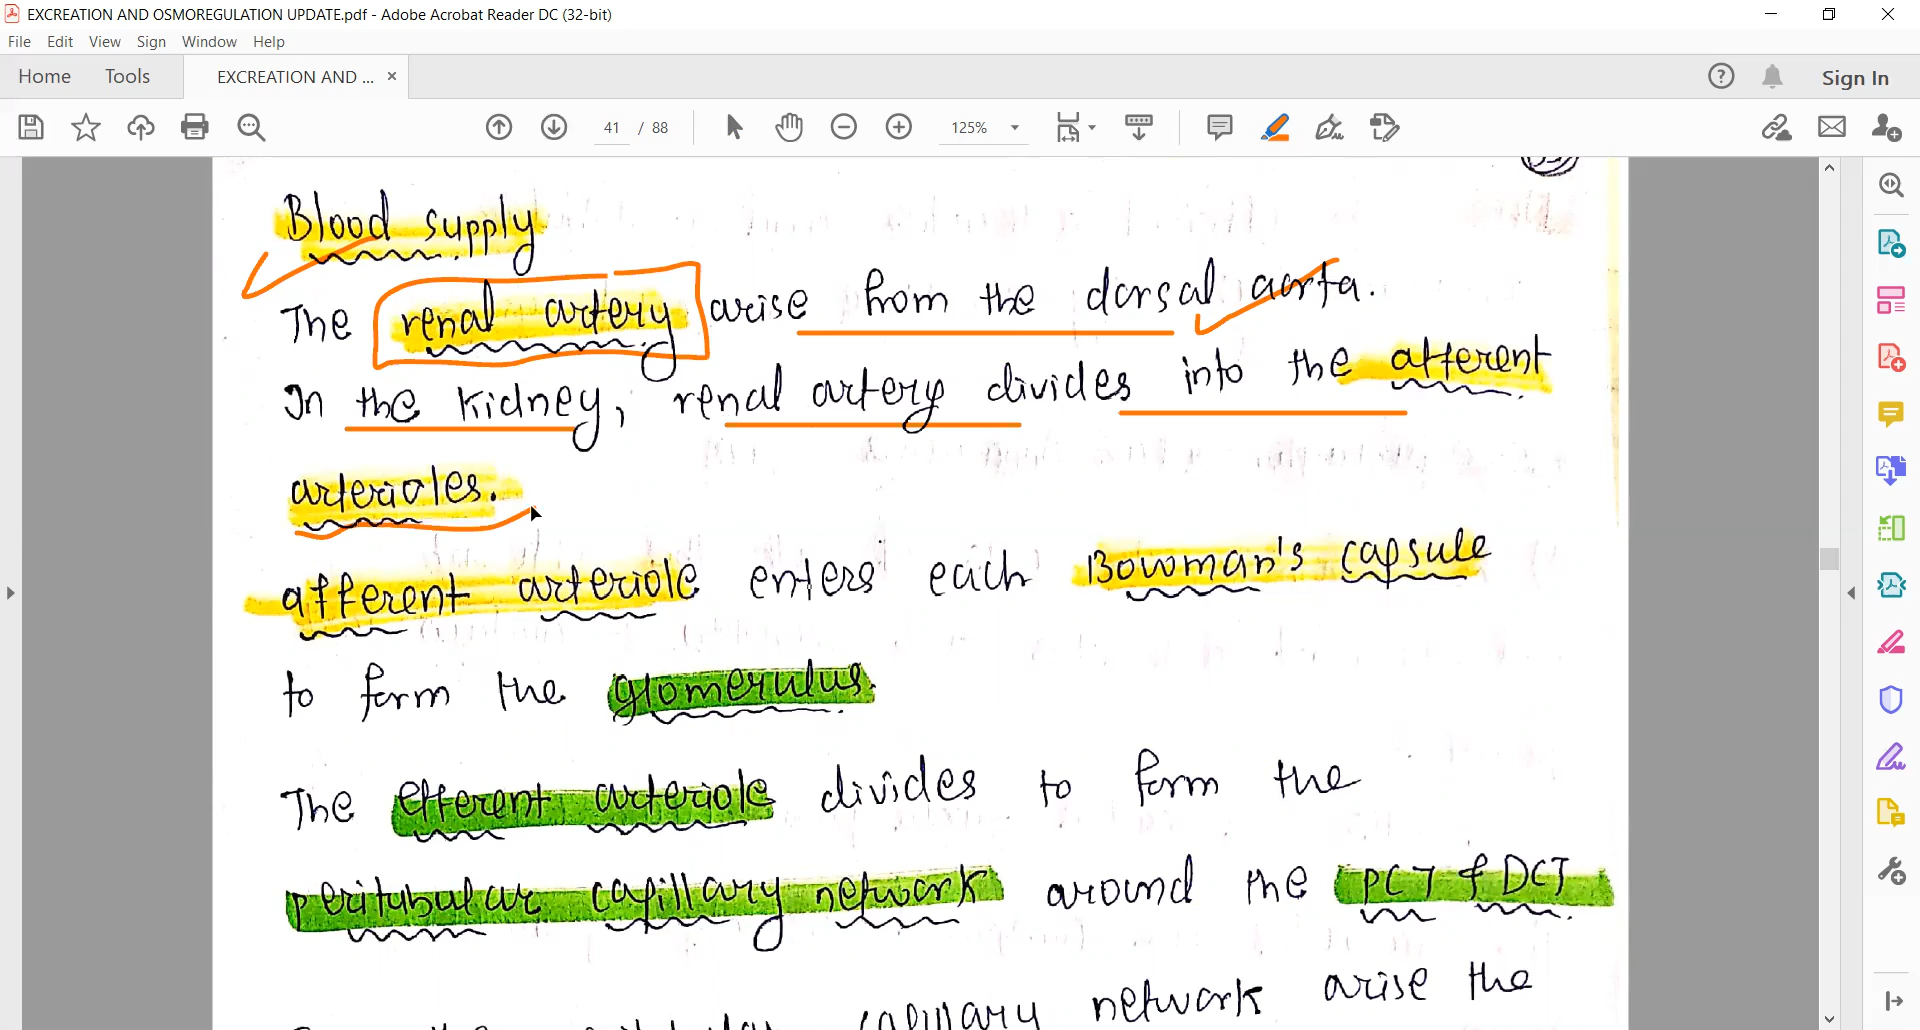 EXCREATION AND OSMOREGULATION UPDATE.pdf - Adobe Acrobat Reader DC (32-bit)
File Edit View Sign Window Help
Home Tools EXCREATION AND ... × Sign In
41 / 88 125%
Blood supply
The renal artery arise from the dorsal aorta.
In the kidney, renal artery divides into the afferent
arterioles.
afferent arteriole enters each Bowman's capsule
to form the glomerulus.
The efferent arteriole divides to form the
peritubular capillary network around the PCT & DCT
capillary network arise the